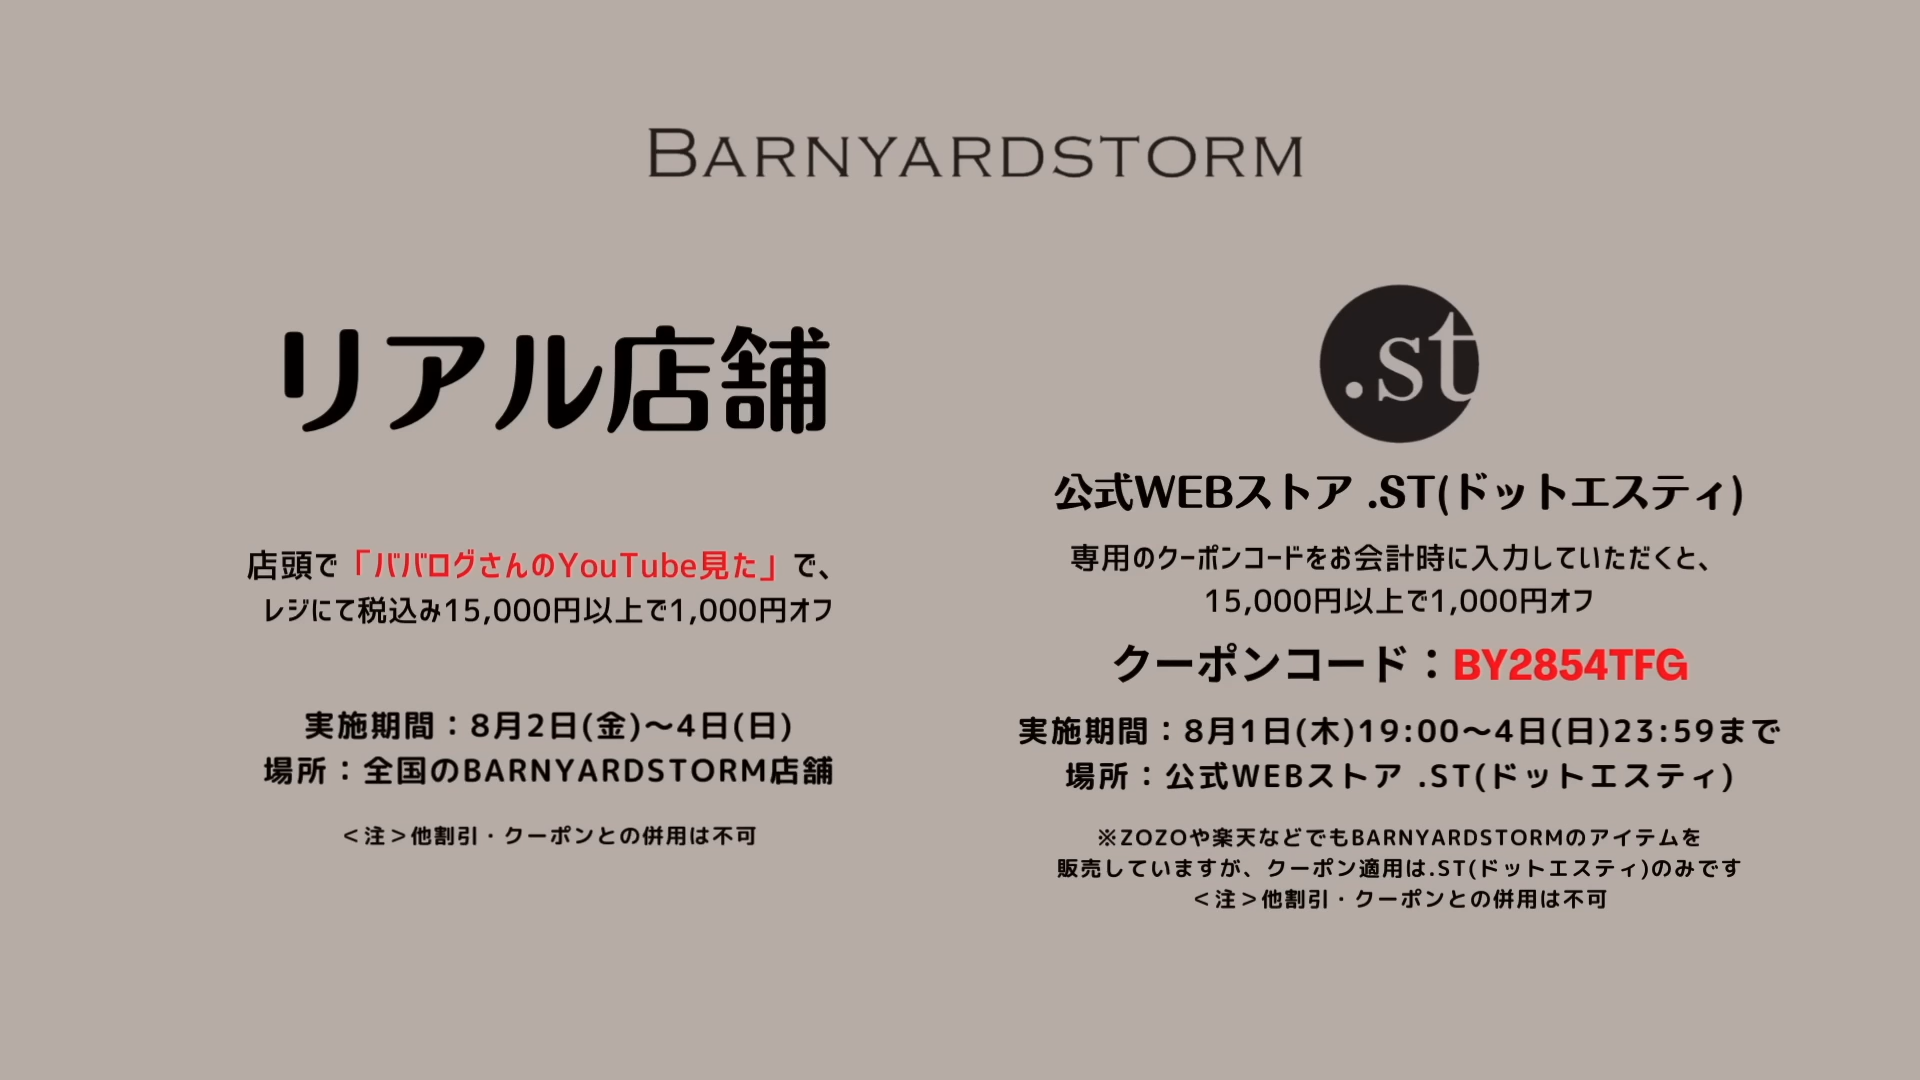 BARNYARDSTORM
リアル店舗
店頭で「ババログさんのYouTube見た」で、
レジにて税込み15,000円以上で1,000円オフ
実施期間：8月2日(金)〜4日(日)
場所：全国のBARNYARDSTORM店舗
＜注＞他割引・クーポンとの併用は不可
.st
公式WEBストア .ST(ドットエスティ)
専用のクーポンコードをお会計時に入力していただくと、
15,000円以上で1,000円オフ
クーポンコード：BY2854TFG
実施期間：8月1日(木)19:00〜4日(日)23:59まで
場所：公式WEBストア .ST(ドットエスティ)
※ZOZOや楽天などでもBARNYARDSTORMのアイテムを
販売していますが、クーポン適用は.ST(ドットエスティ)のみです
＜注＞他割引・クーポンとの併用は不可